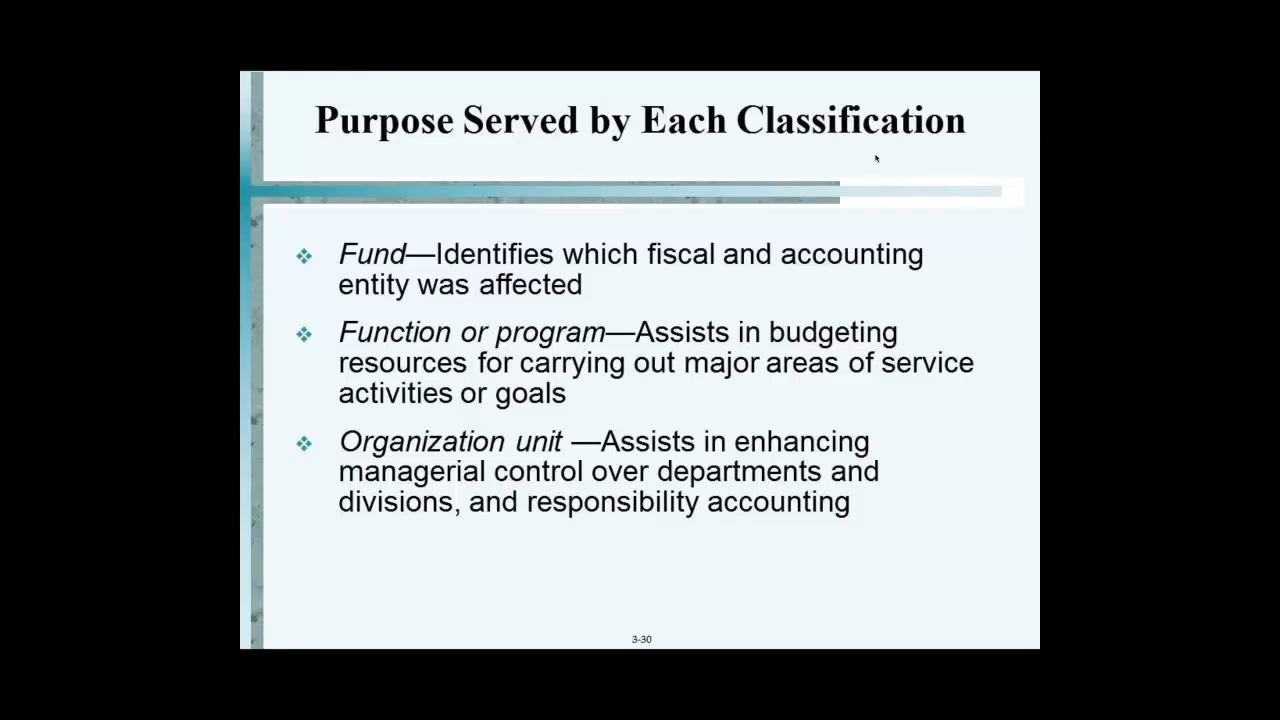 Purpose Served by Each Classification
Fund—Identifies which fiscal and accounting
entity was affected
Function or program—Assists in budgeting
resources for carrying out major areas of service
activities or goals
Organization unit —Assists in enhancing
managerial control over departments and
divisions, and responsibility accounting
3-30